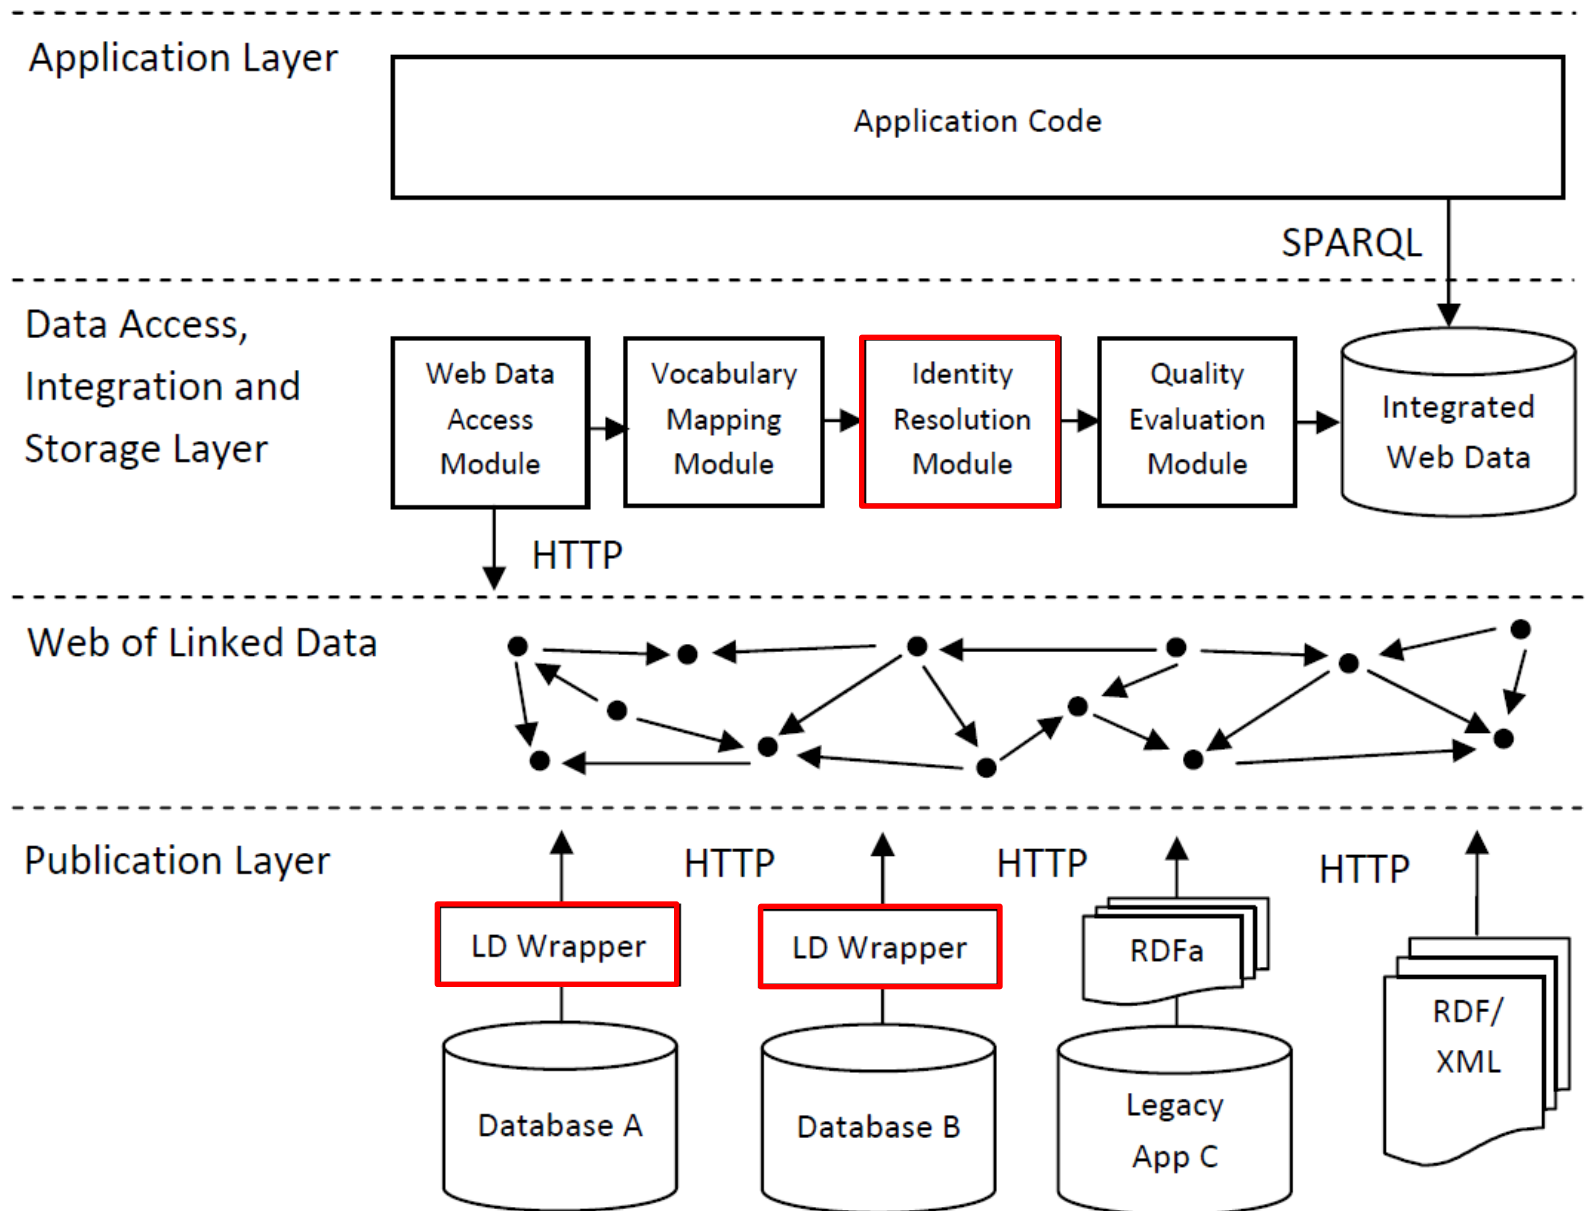 Application Layer
Application Code
SPARQL
Data Access,
Integration and
Storage Layer
Web Data
Access
Module
Vocabulary
Mapping
Module
Identity
Resolution
Module
Quality
Evaluation
Module
Integrated
Web Data
HTTP
Web of Linked Data
Publication Layer
HTTP
HTTP
HTTP
LD Wrapper
LD Wrapper
RDFa
RDF/
XML
Database A
Database B
Legacy
App C